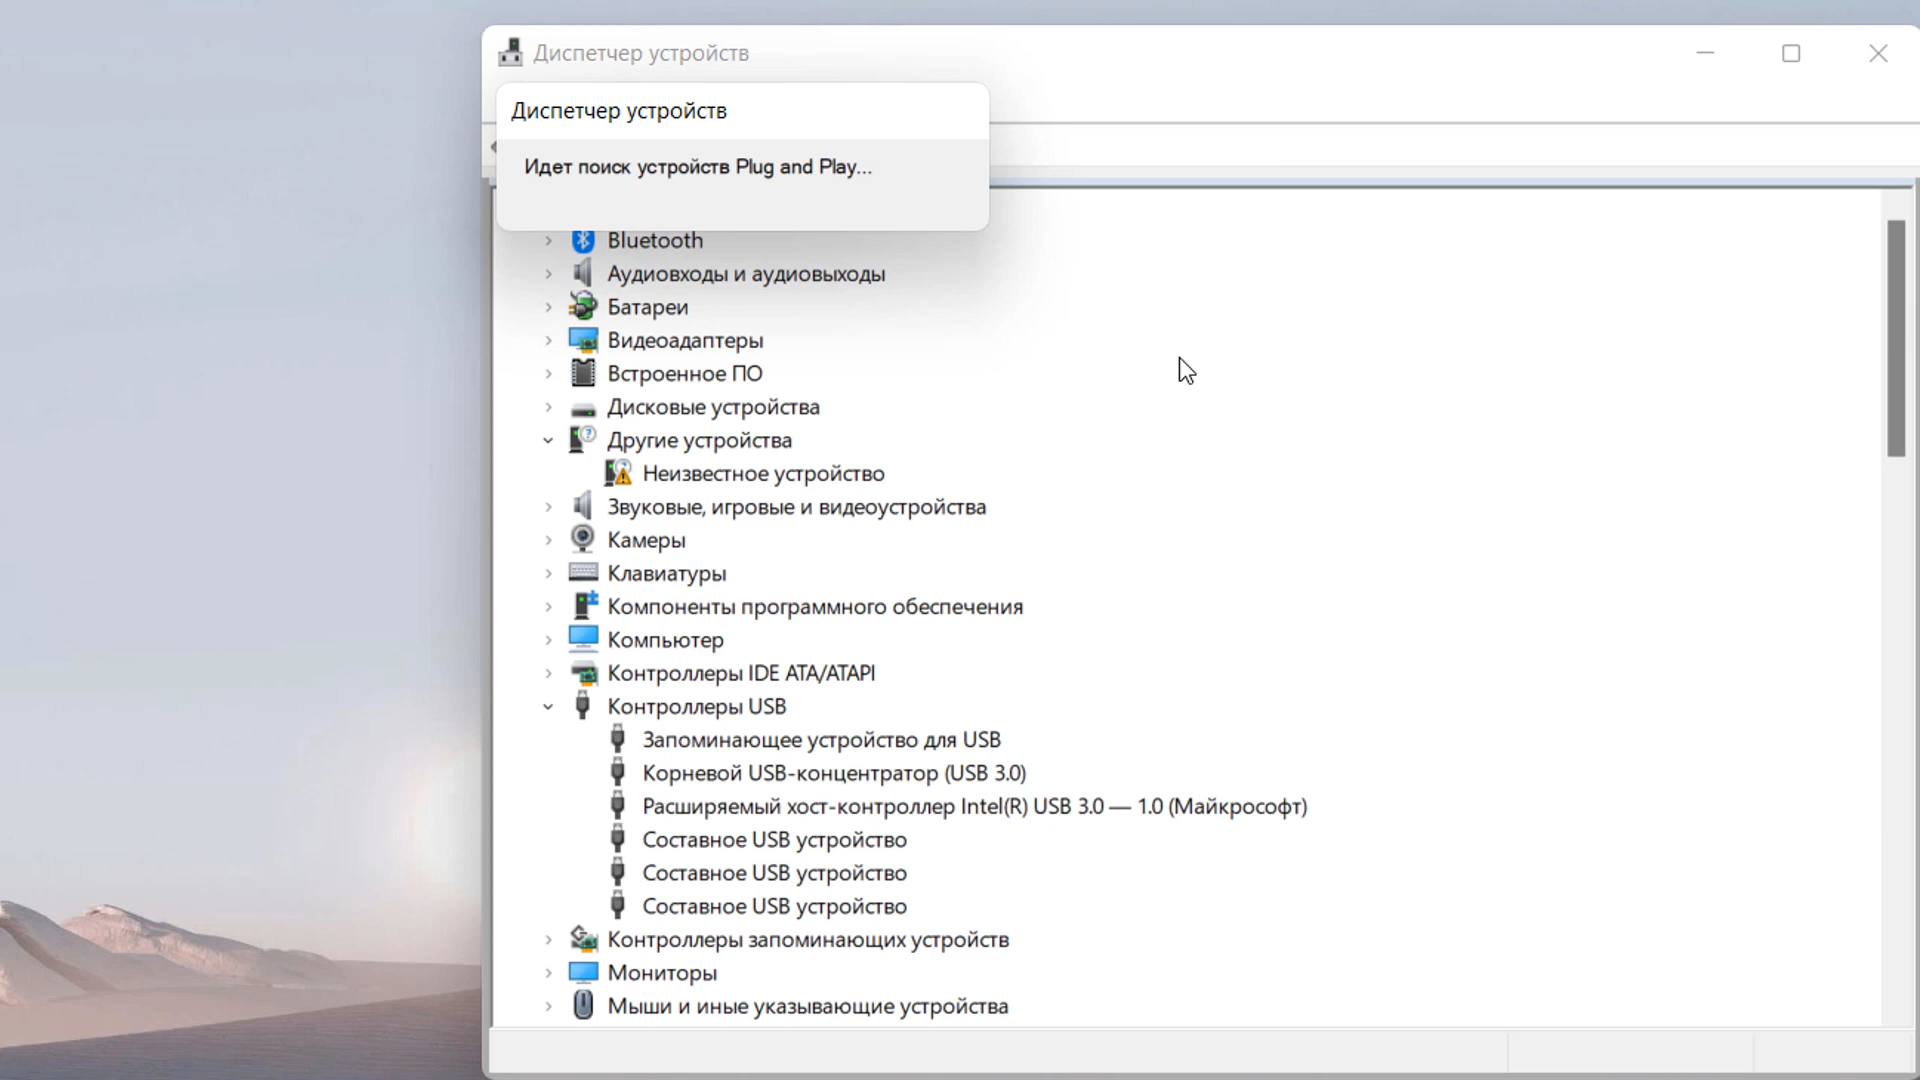 Диспетчер устройств
Диспетчер устройств
Идет поиск устройств Plug and Play...
Bluetooth
Аудиовходы и аудиовыходы
Батареи
Видеоадаптеры
Встроенное ПО
Дисковые устройства
Другие устройства
Неизвестное устройство
Звуковые, игровые и видеоустройства
Камеры
Клавиатуры
Компоненты программного обеспечения
Компьютер
Контроллеры IDE ATA/ATAPI
Контроллеры USB
Запоминающее устройство для USB
Корневой USB-концентратор (USB 3.0)
Расширяемый хост-контроллер Intel(R) USB 3.0 — 1.0 (Майкрософт)
Составное USB устройство
Составное USB устройство
Составное USB устройство
Контроллеры запоминающих устройств
Мониторы
Мыши и иные указывающие устройства